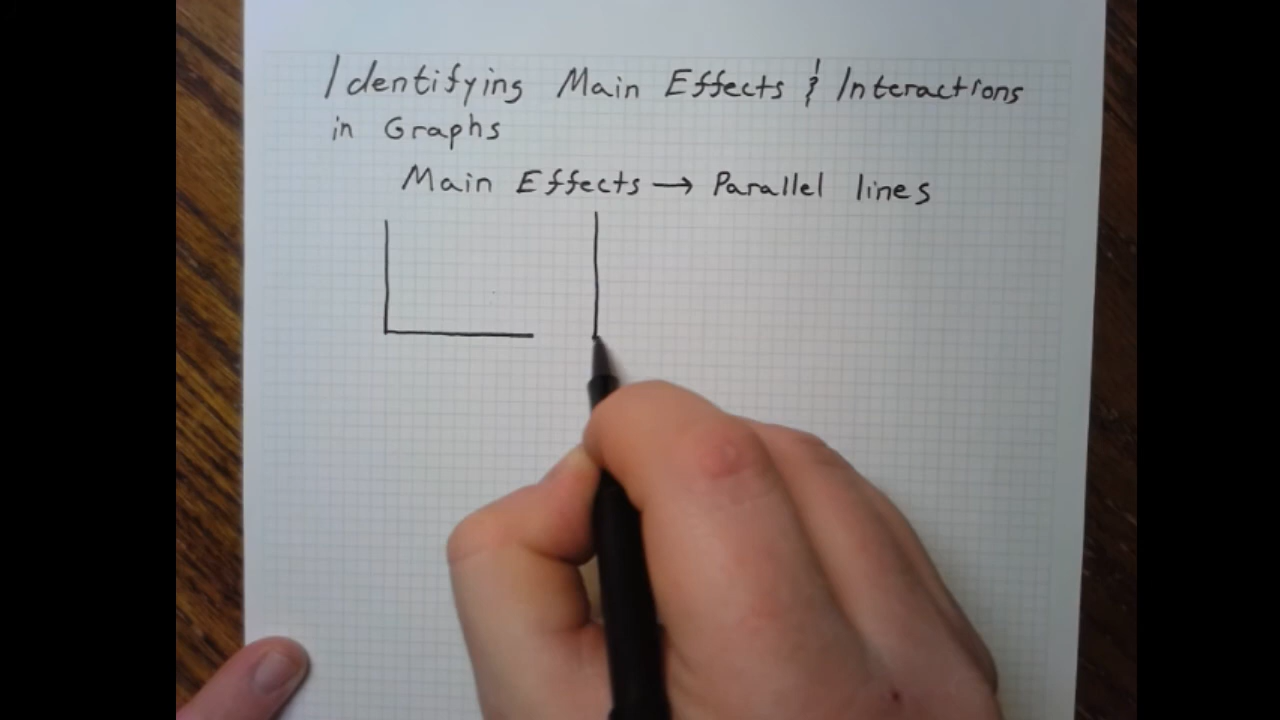 Identifying Main Effects & Interactions
in Graphs
Main Effects → Parallel lines